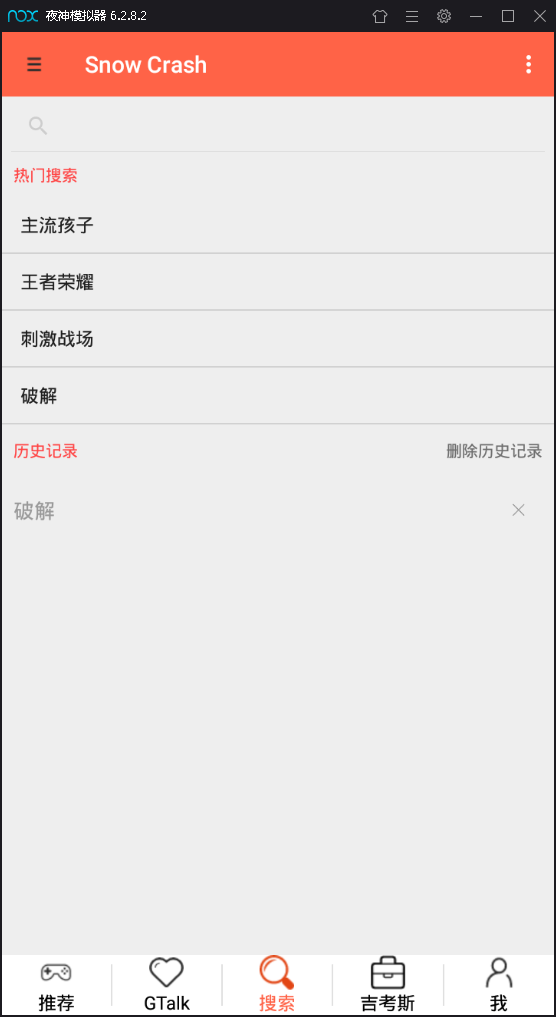 nox 夜神模拟器 6.2.8.2
Snow Crash
热门搜索
主流孩子
王者荣耀
刺激战场
破解
历史记录 删除历史记录
破解
推荐 GTalk 搜索 吉考斯 我